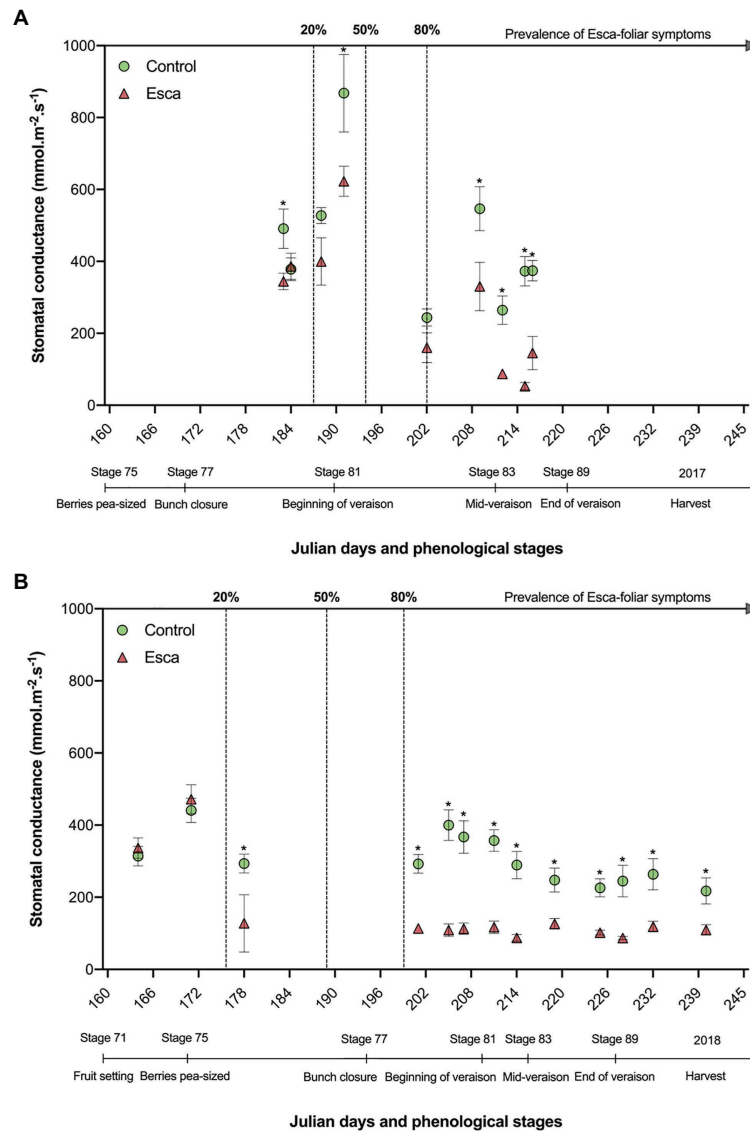 A
20% 50% 80% Prevalence of Esca-foliar symptoms
Control
Esca
Stomatal conductance (mmol.m-2.s-1)
1000
800
600
400
200
0
* * * * * *
160 166 172 178 184 190 196 202 208 214 220 226 232 239 245
Stage 75 Stage 77 Stage 81 Stage 83 Stage 89 2017
Berries pea-sized Bunch closure Beginning of veraison Mid-veraison End of veraison Harvest
Julian days and phenological stages
B
20% 50% 80% Prevalence of Esca-foliar symptoms
Control
Esca
Stomatal conductance (mmol.m-2.s-1)
1000
800
600
400
200
0
* * * * * * * * * * *
160 166 172 178 184 190 196 202 208 214 219 226 232 239 245
Stage 71 Stage 75 Stage 77 Stage 81 Stage 83 Stage 89 2018
Fruit setting Berries pea-sized Bunch closure Beginning of veraison Mid-veraison End of veraison Harvest
Julian days and phenological stages